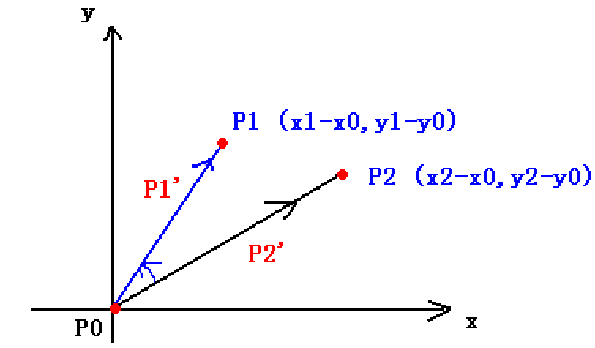 y
P1 (x1-x0,y1-y0)
P1'
P2 (x2-x0,y2-y0)
P2'
P0
x